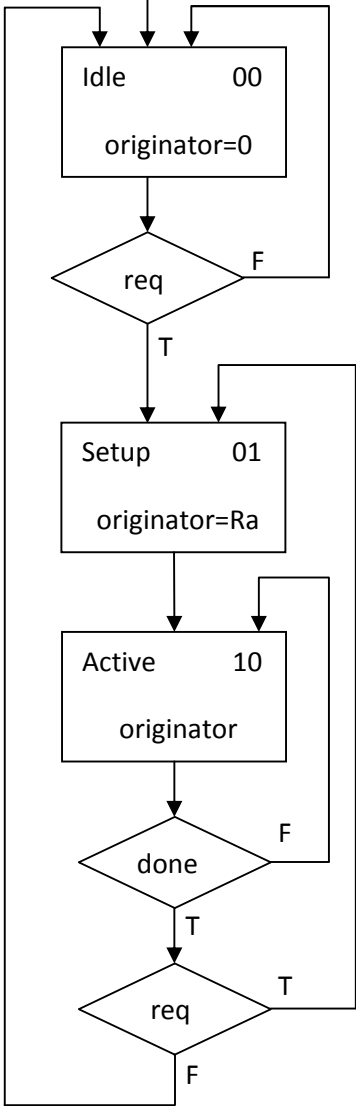 Idle 00
originator=0
req
F
T
Setup 01
originator=Ra
Active 10
originator
F
done
T
req
T
F